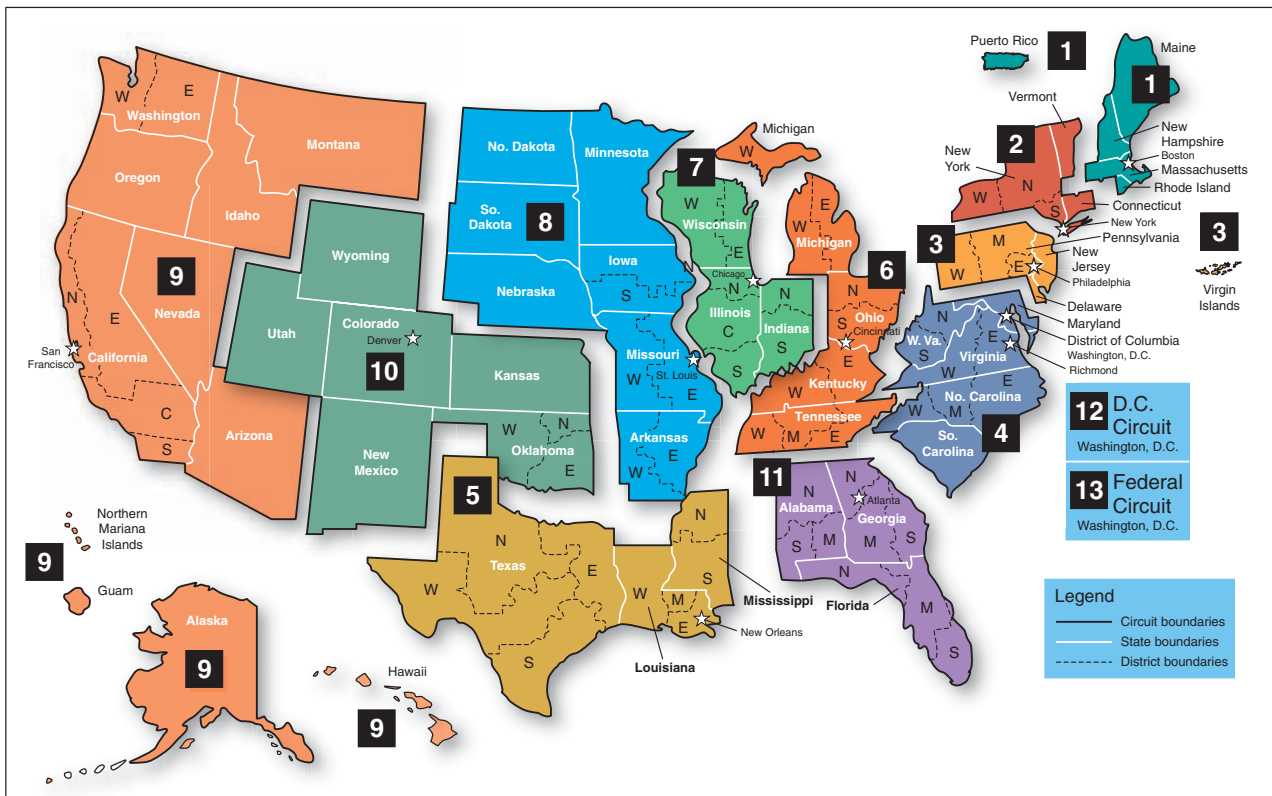 Puerto Rico
1
Maine
1
Vermont
New
Hampshire
Boston
Massachusetts
Rhode Island
2
New
York
W
N
S
Connecticut
New York
3
W
M
E
Pennsylvania
New
Jersey
Philadelphia
Delaware
Maryland
District of Columbia
Washington, D.C.
Richmond
3
Virgin
Islands
W
E
Washington
Montana
Oregon
Idaho
9
Nevada
N
E
California
San
Francisco
C
S
Arizona
Wyoming
Utah
Colorado
Denver
10
Kansas
New
Mexico
W
N
Oklahoma
E
No. Dakota
Minnesota
So.
Dakota
8
Nebraska
Iowa
N
S
Missouri
St. Louis
W
E
Arkansas
E
W
7
W
Wisconsin
E
Chicago
N
Illinois
C
S
N
Indiana
S
Michigan
W
E
Michigan
W
6
N
Ohio
S
Cincinnati
E
Kentucky
W
Tennessee
W
M
E
N
W. Va.
S
E
Virginia
W
E
No. Carolina
W
M
So.
Carolina
4
12
D.C.
Circuit
Washington, D.C.
13
Federal
Circuit
Washington, D.C.
5
N
Texas
W
E
S
W
Louisiana
M
E
New Orleans
N
S
Mississippi
11
N
Alabama
S
M
N
Atlanta
Georgia
M
S
N
Florida
M
S
Northern
Mariana
Islands
9
Guam
Alaska
9
Hawaii
9
Legend
Circuit boundaries
State boundaries
District boundaries